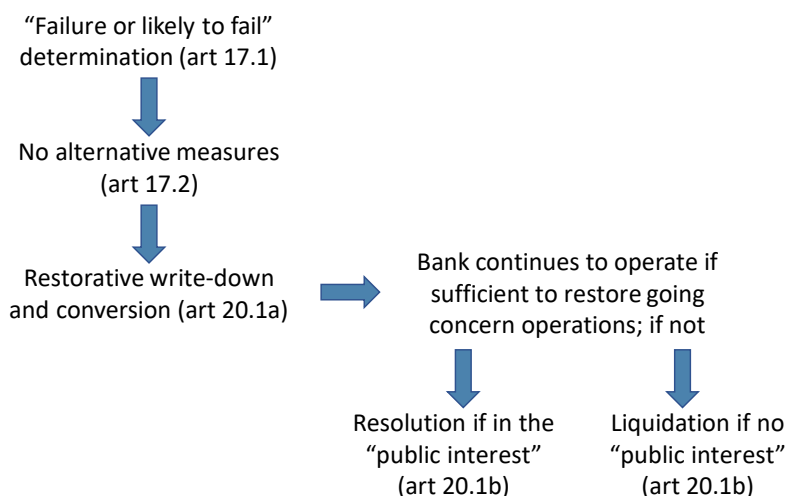 “Failure or likely to fail”
determination (art 17.1)
No alternative measures
(art 17.2)
Restorative write-down
and conversion (art 20.1a)
Bank continues to operate if
sufficient to restore going
concern operations; if not
Resolution if in the
“public interest”
(art 20.1b)
Liquidation if no
“public interest”
(art 20.1b)